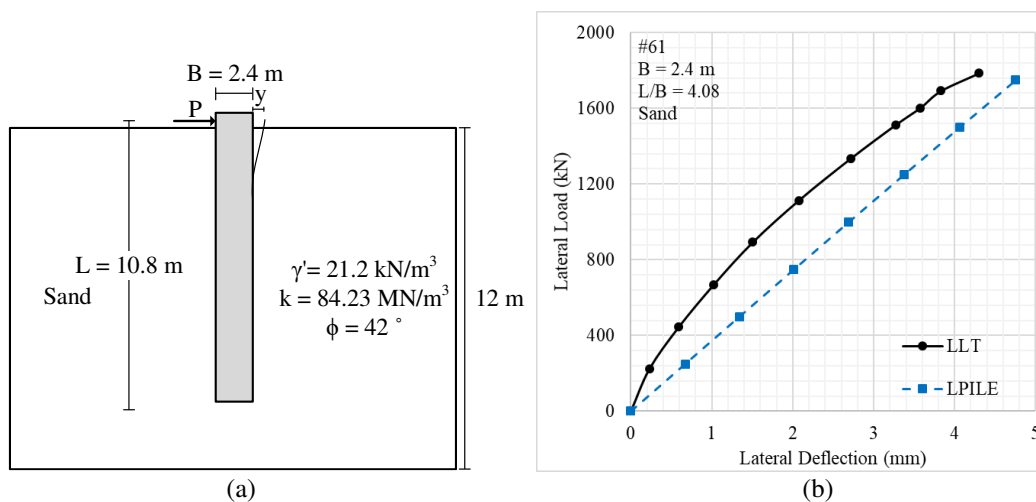 B = 2.4 m
y
P
L = 10.8 m
Sand
γ'= 21.2 kN/m³
k = 84.23 MN/m³
ϕ = 42 °
12 m
(a)
#61
B = 2.4 m
L/B = 4.08
Sand
2000
1600
1200
800
400
0
Lateral Load (kN)
LLT
LPILE
0 1 2 3 4 5
Lateral Deflection (mm)
(b)